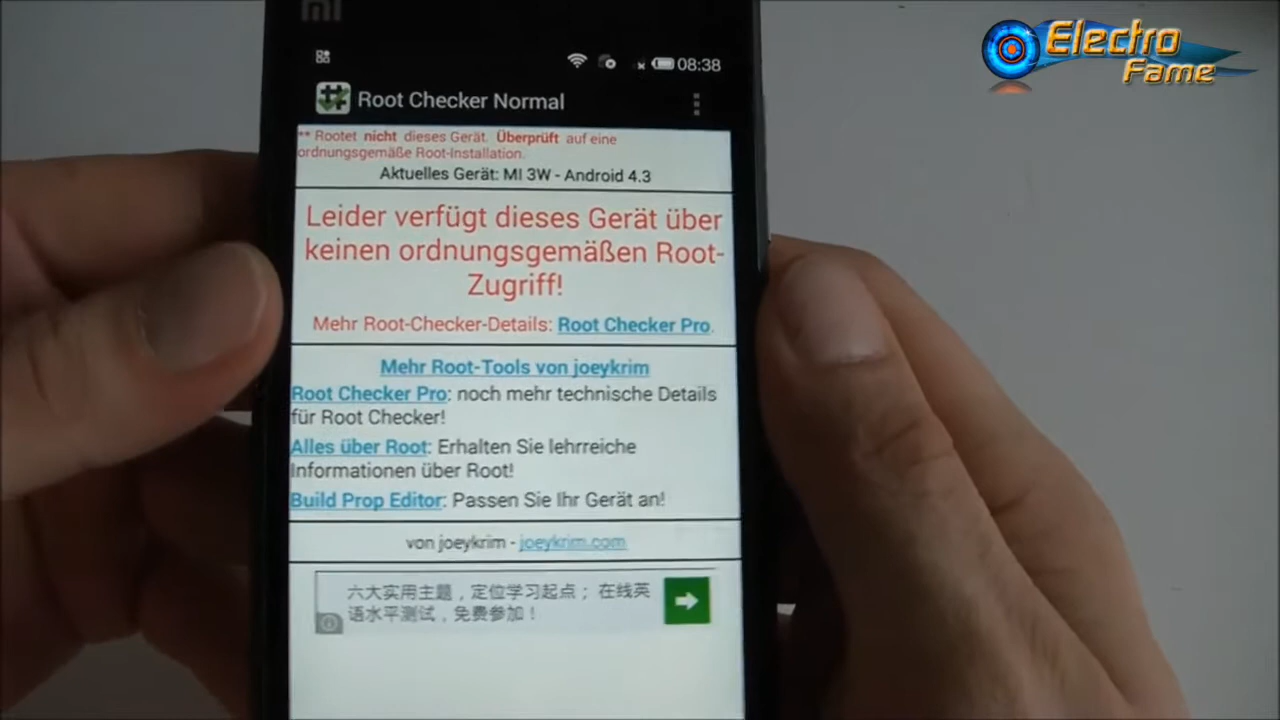 mi
Electro
Fame
08:38
Root Checker Normal
** Rootet nicht dieses Gerät. Überprüft auf eine
ordnungsgemäße Root-Installation.
Aktuelles Gerät: MI 3W - Android 4.3
Leider verfügt dieses Gerät über
keinen ordnungsgemäßen Root-
Zugriff!
Mehr Root-Checker-Details: Root Checker Pro.
Mehr Root-Tools von joeykrim
Root Checker Pro: noch mehr technische Details
für Root Checker!
Alles über Root: Erhalten Sie lehrreiche
Informationen über Root!
Build Prop Editor: Passen Sie Ihr Gerät an!
von joeykrim - joeykrim.com
六大实用主题，定位学习起点； 在线英
语水平测试，免费参加！